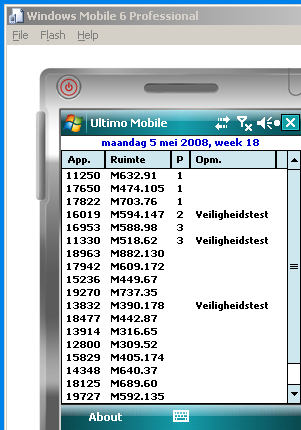 Windows Mobile 6 Professional
File Flash Help
Ultimo Mobile
maandag 5 mei 2008, week 18
App. Ruimte P Opm.
11250 M632.91 1
17650 M474.105 1
17822 M703.76 1
16019 M594.147 2 Veiligheidstest
16953 M588.98 3
11330 M518.62 3 Veiligheidstest
18963 M882.130
17942 M609.172
15236 M449.67
19270 M737.35
13832 M390.178 Veiligheidstest
18477 M442.87
13914 M316.65
12800 M309.52
15829 M405.174
14348 M640.37
18125 M689.60
19727 M592.135
About